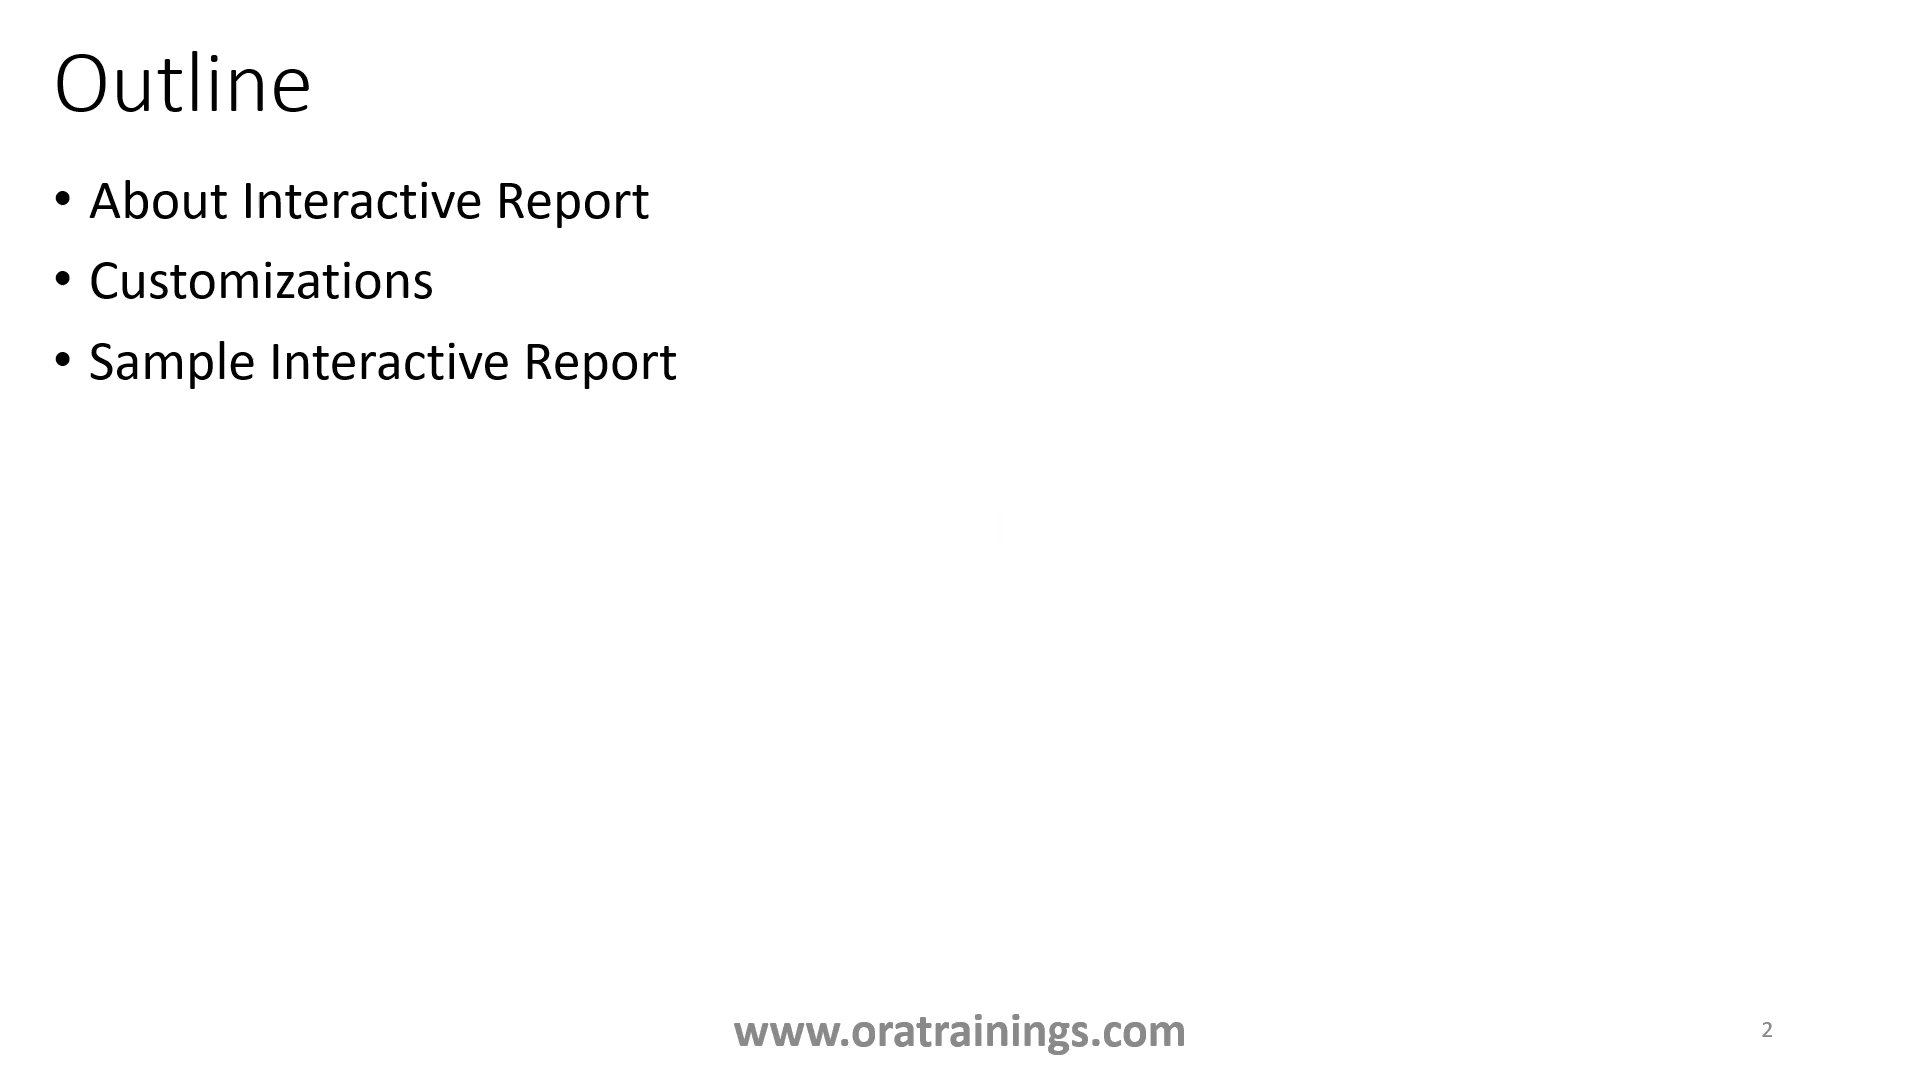 Outline
• About Interactive Report
• Customizations
• Sample Interactive Report
www.oratrainings.com
2